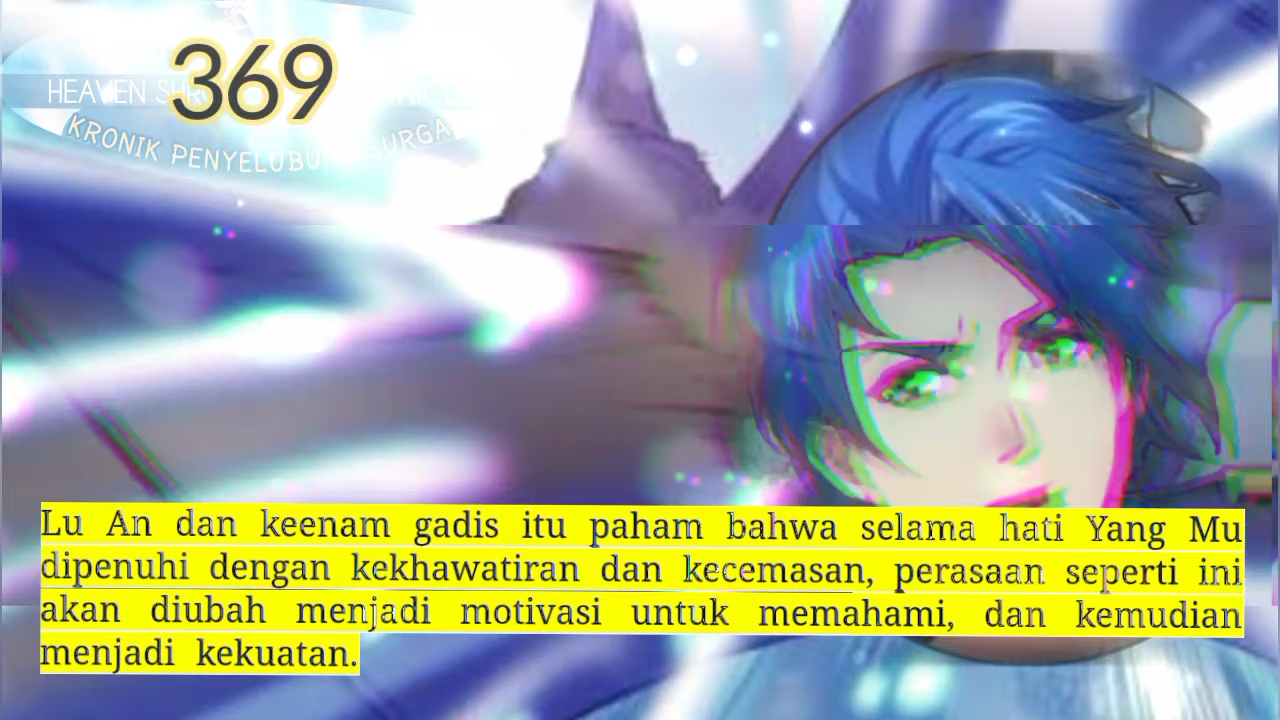 369
HEAVEN
KRONIK SURGA
Lu An dan keenam gadis itu paham bahwa selama hati Yang Mu
dipenuhi dengan kekhawatiran dan kecemasan, perasaan seperti ini
akan diubah menjadi motivasi untuk memahami, dan kemudian
menjadi kekuatan.